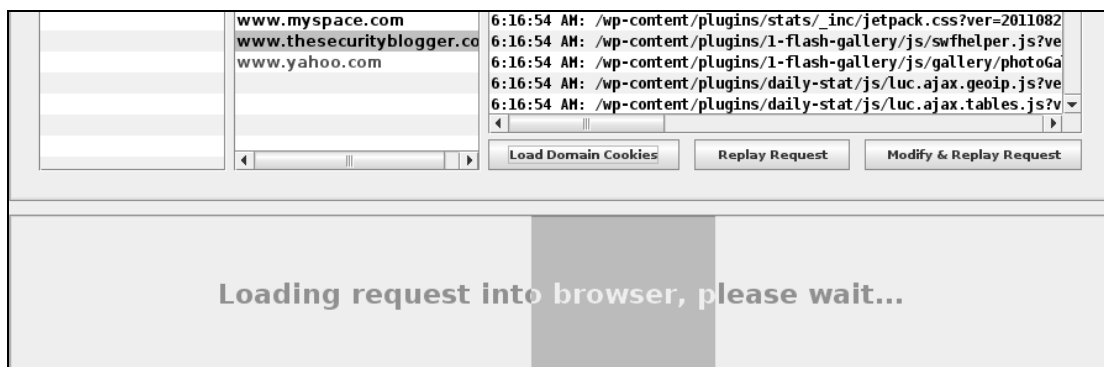 www.myspace.com
www.thesecurityblogger.co
www.yahoo.com
6:16:54 AM: /wp-content/plugins/stats/_inc/jetpack.css?ver=2011082
6:16:54 AM: /wp-content/plugins/1-flash-gallery/js/swfhelper.js?ve
6:16:54 AM: /wp-content/plugins/1-flash-gallery/js/gallery/photoGa
6:16:54 AM: /wp-content/plugins/daily-stat/js/luc.ajax.geoip.js?ve
6:16:54 AM: /wp-content/plugins/daily-stat/js/luc.ajax.tables.js?v
Load Domain Cookies
Replay Request
Modify & Replay Request
Loading request into browser, please wait...